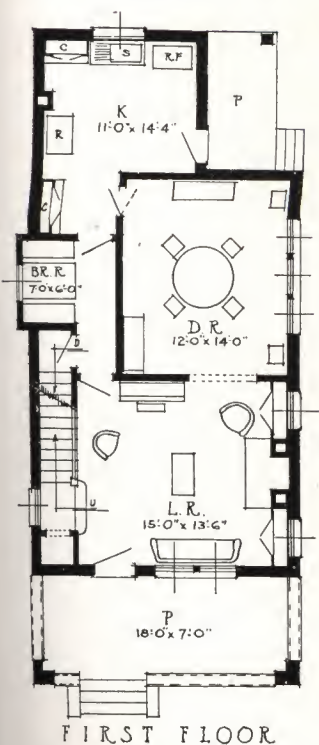 C
S
R.F
K
11'-0" x 14'-4"
P
R
C
BR. R.
7'0 x 6'-0"
D. R.
12'-0" x 14'-0"
D
L. R.
15'-0" x 13'-6"
U
P
18'-0" x 7'-0"
FIRST FLOOR